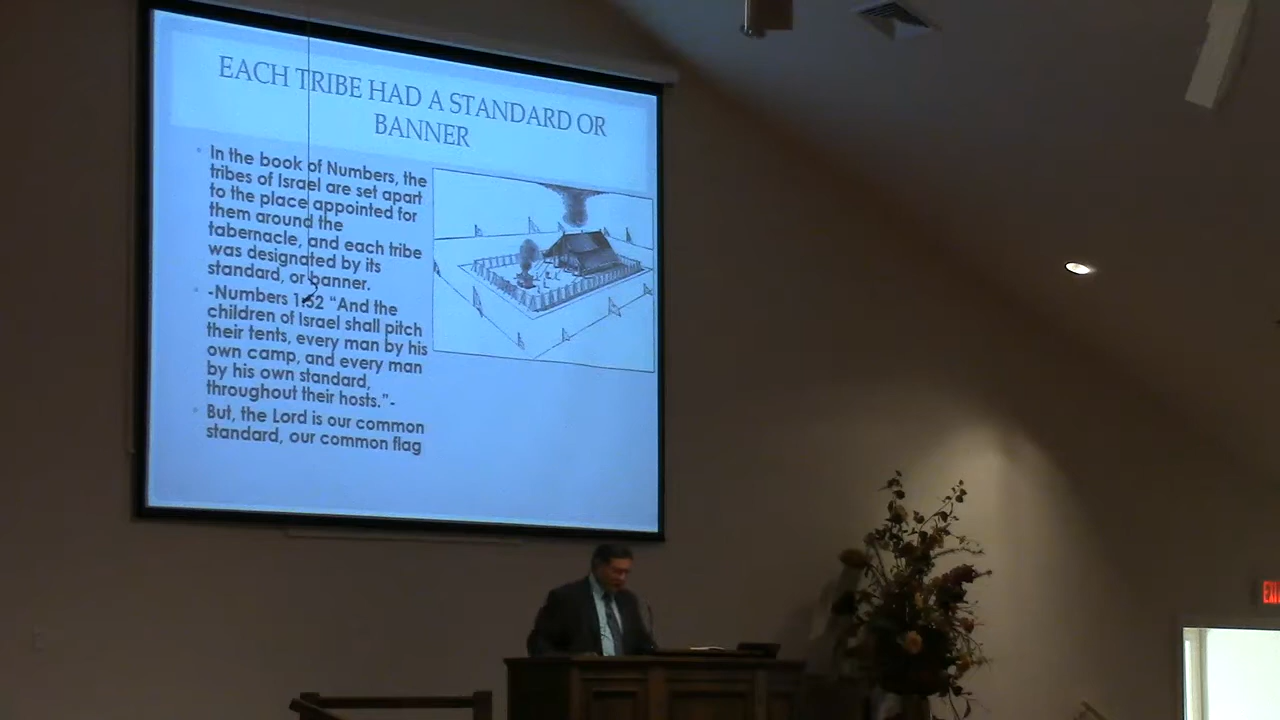 EACH TRIBE HAD A STANDARD OR
BANNER
In the book of Numbers, the
tribes of Israel are set apart
to the place appointed for
them around the
tabernacle, and each tribe
was designated by its
standard, or banner.
-Numbers 1:52 “And the
children of Israel shall pitch
their tents, every man by his
own camp, and every man
by his own standard,
throughout their hosts.”-
But, the Lord is our common
standard, our common flag